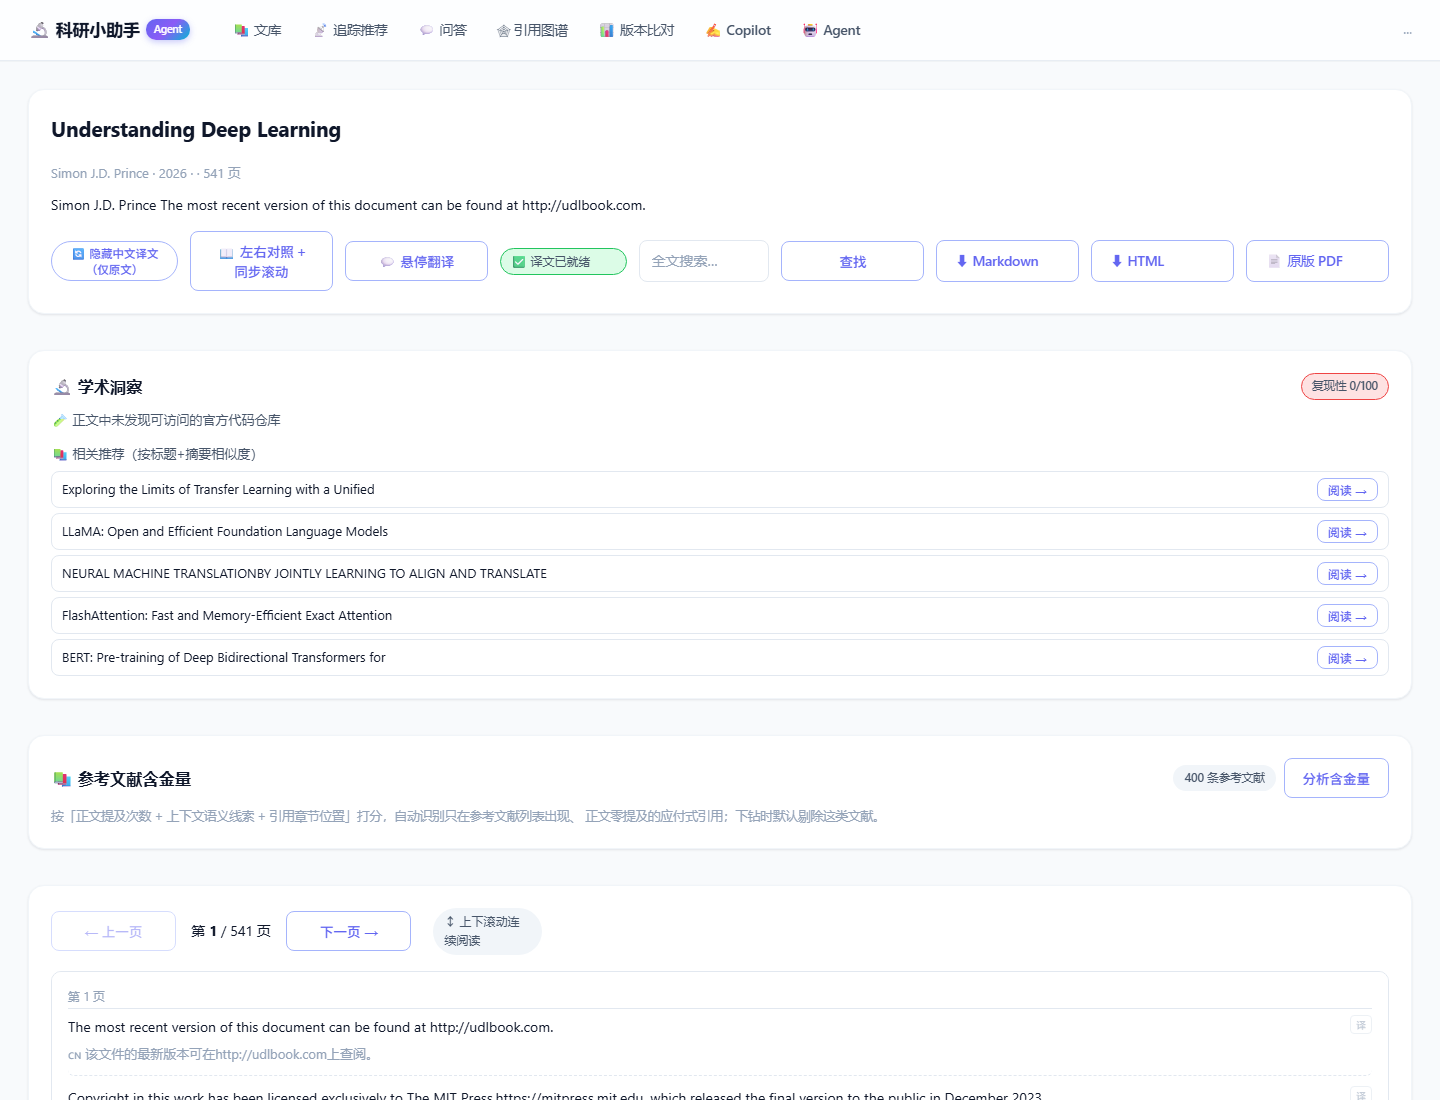 科研小助手 Agent 文库 追踪推荐 问答 引用图谱 版本比对 Copilot Agent ...
Understanding Deep Learning
Simon J.D. Prince · 2026 · · 541 页
Simon J.D. Prince The most recent version of this document can be found at http://udlbook.com.
隐藏中文译文
（仅原文）
左右对照 +
同步滚动
悬停翻译
译文已就绪
全文搜索...
查找
⬇ Markdown
⬇ HTML
原版 PDF
学术洞察
复现性 0/100
正文中未发现可访问的官方代码仓库
相关推荐（按标题+摘要相似度）
Exploring the Limits of Transfer Learning with a Unified 阅读 →
LLaMA: Open and Efficient Foundation Language Models 阅读 →
NEURAL MACHINE TRANSLATIONBY JOINTLY LEARNING TO ALIGN AND TRANSLATE 阅读 →
FlashAttention: Fast and Memory-Efficient Exact Attention 阅读 →
BERT: Pre-training of Deep Bidirectional Transformers for 阅读 →
参考文献含金量
400 条参考文献
分析含金量
按「正文提及次数 + 上下文语义线索 + 引用章节位置」打分，自动识别只在参考文献列表出现、 正文零提及的应付式引用；下钻时默认剔除这类文献。
← 上一页
第 1 / 541 页
下一页 →
↕ 上下滚动连
续阅读
第 1 页
The most recent version of this document can be found at http://udlbook.com. 译
CN 该文件的最新版本可在http://udlbook.com上查阅。
Copyright in this work has been licensed exclusively to The MIT Press,https://mitpress.mit.edu, which released the final version to the public in December 2023. 译